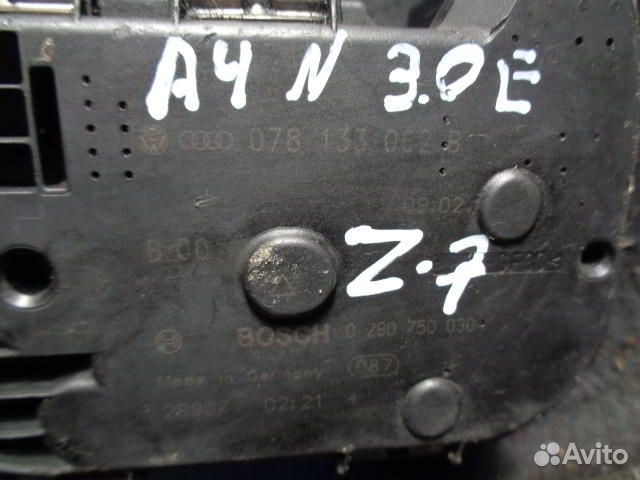 A4 N 3.0E
078 133 062 B
09.02
B 00
Z.7
BOSCH 0 280 750 030
Made in Germany 087
02:21
Avito